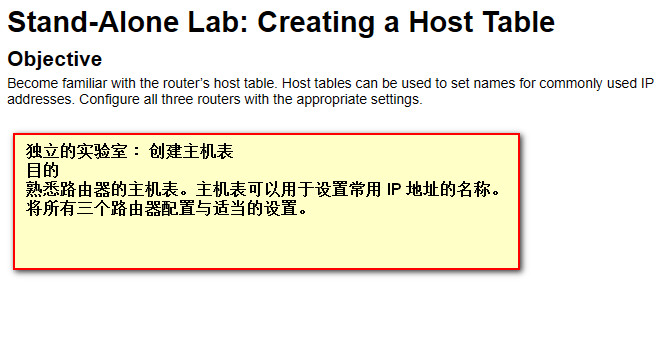 Stand-Alone Lab: Creating a Host Table
Objective
Become familiar with the router's host table. Host tables can be used to set names for commonly used IP
addresses. Configure all three routers with the appropriate settings.
独立的实验室： 创建主机表
目的
熟悉路由器的主机表。主机表可以用于设置常用 IP 地址的名称。
将所有三个路由器配置与适当的设置。